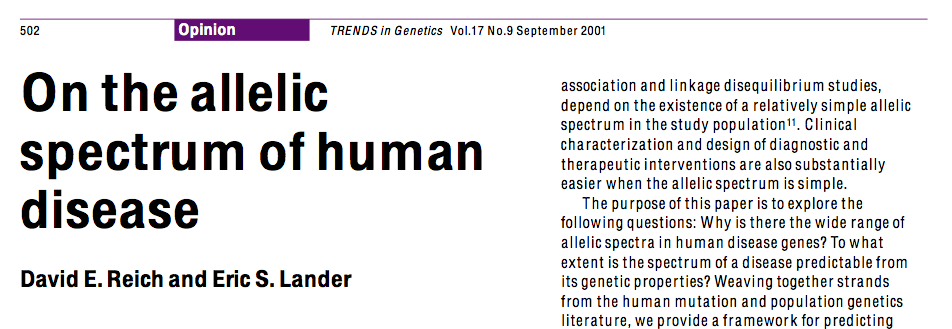 502
Opinion
TRENDS in Genetics Vol.17 No.9 September 2001
On the allelic
spectrum of human
disease
David E. Reich and Eric S. Lander
association and linkage disequilibrium studies,
depend on the existence of a relatively simple allelic
spectrum in the study population¹¹. Clinical
characterization and design of diagnostic and
therapeutic interventions are also substantially
easier when the allelic spectrum is simple.
The purpose of this paper is to explore the
following questions: Why is there the wide range of
allelic spectra in human disease genes? To what
extent is the spectrum of a disease predictable from
its genetic properties? Weaving together strands
from the human mutation and population genetics
literature, we provide a framework for predicting